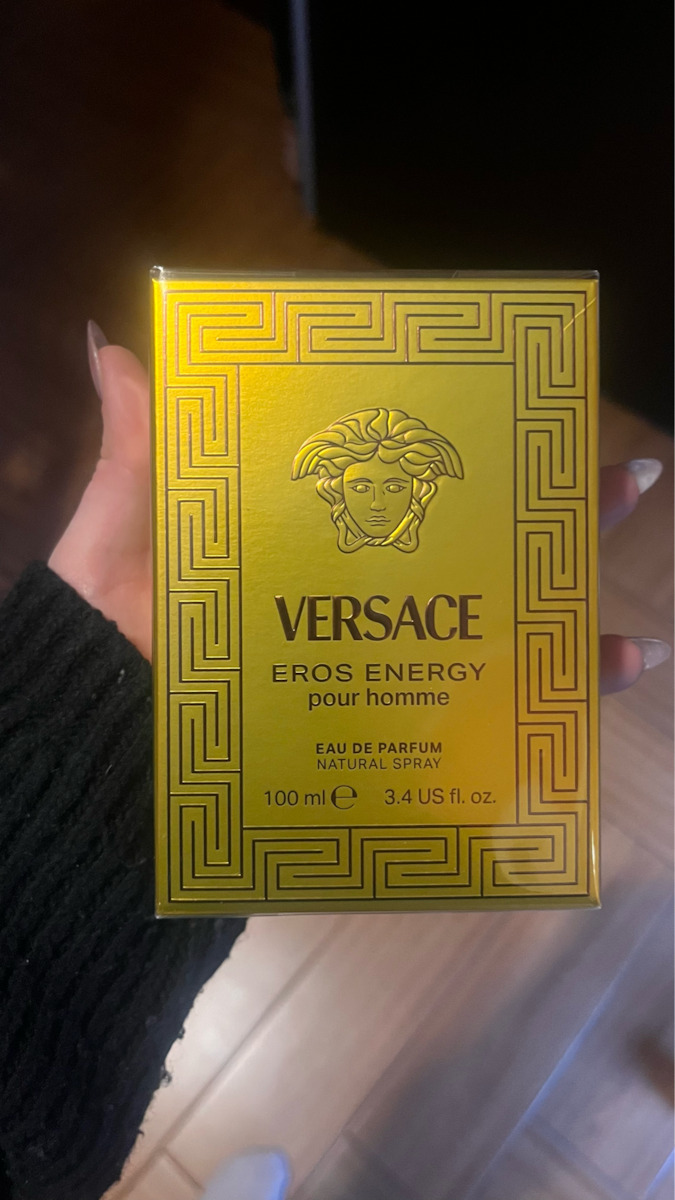 VERSACE
EROS ENERGY
pour homme
EAU DE PARFUM
NATURAL SPRAY
100 ml ℮ 3.4 US fl. oz.